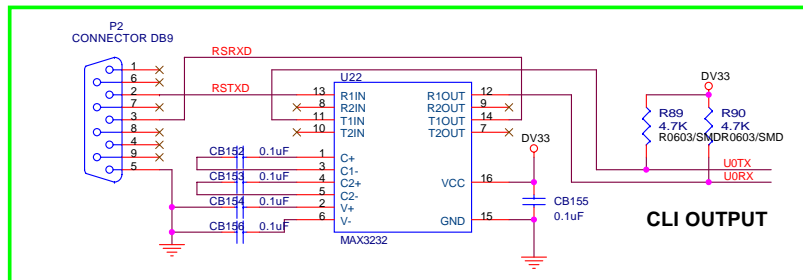 P2
CONNECTOR DB9
1
6
2
7
3
8
4
9
5
RSRXD
RSTXD
U22
13 R1IN R1OUT 12
8 R2IN R2OUT 9
11 T1IN T1OUT 14
10 T2IN T2OUT 7
1 C+
3 C1-
4 C2+
5 C2-
2 V+
6 V-
VCC 16
GND 15
MAX3232
CB152 0.1uF
CB153 0.1uF
CB154 0.1uF
CB156 0.1uF
DV33
CB155
0.1uF
DV33
R89 R90
4.7K 4.7K
R0603/SMD R0603/SMD
U0TX
U0RX
CLI OUTPUT